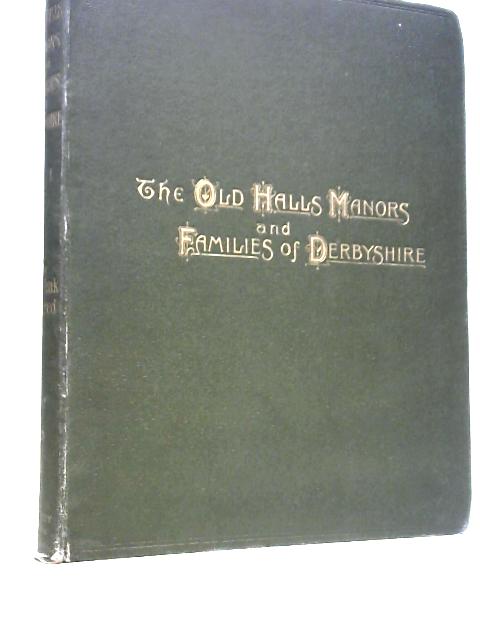 The Old Halls Manors
and
Families of Derbyshire